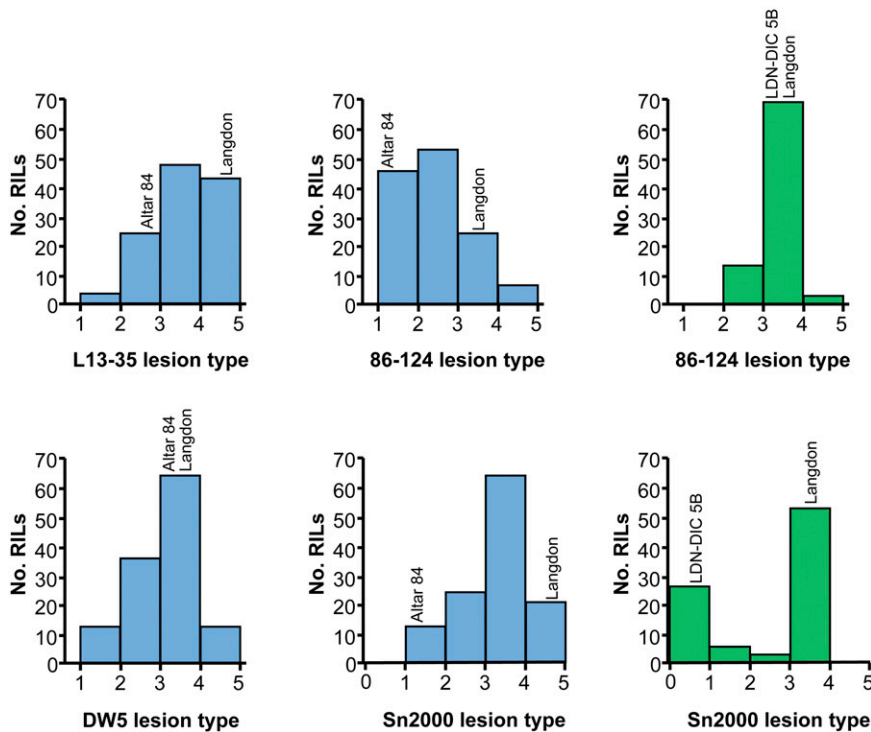 No. RILs
70
60
50
40
30
20
10
0
Altar 84
Langdon
1 2 3 4 5
L13-35 lesion type
No. RILs
70
60
50
40
30
20
10
0
Altar 84
Langdon
1 2 3 4 5
86-124 lesion type
No. RILs
70
60
50
40
30
20
10
0
LDN-DIC 5B
Langdon
1 2 3 4 5
86-124 lesion type
No. RILs
70
60
50
40
30
20
10
0
Altar 84
Langdon
1 2 3 4 5
DW5 lesion type
No. RILs
70
60
50
40
30
20
10
0
Altar 84
Langdon
0 1 2 3 4 5
Sn2000 lesion type
No. RILs
70
60
50
40
30
20
10
0
LDN-DIC 5B
Langdon
0 1 2 3 4 5
Sn2000 lesion type